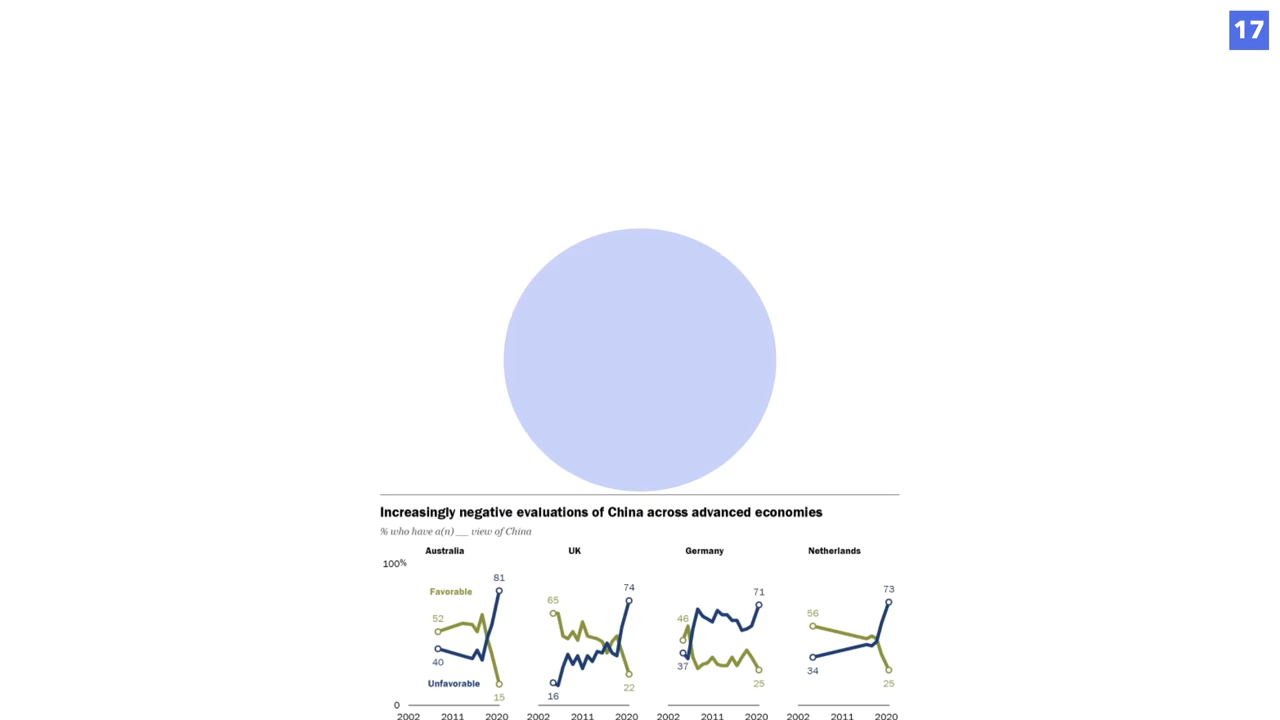 17
Increasingly negative evaluations of China across advanced economies
% who have a(n) __ view of China
Australia UK Germany Netherlands
100%
81 74 71 73
Favorable
52 65 46 56
40 16 37 34
Unfavorable
15 22 25 25
0
2002 2011 2020 2002 2011 2020 2002 2011 2020 2002 2011 2020